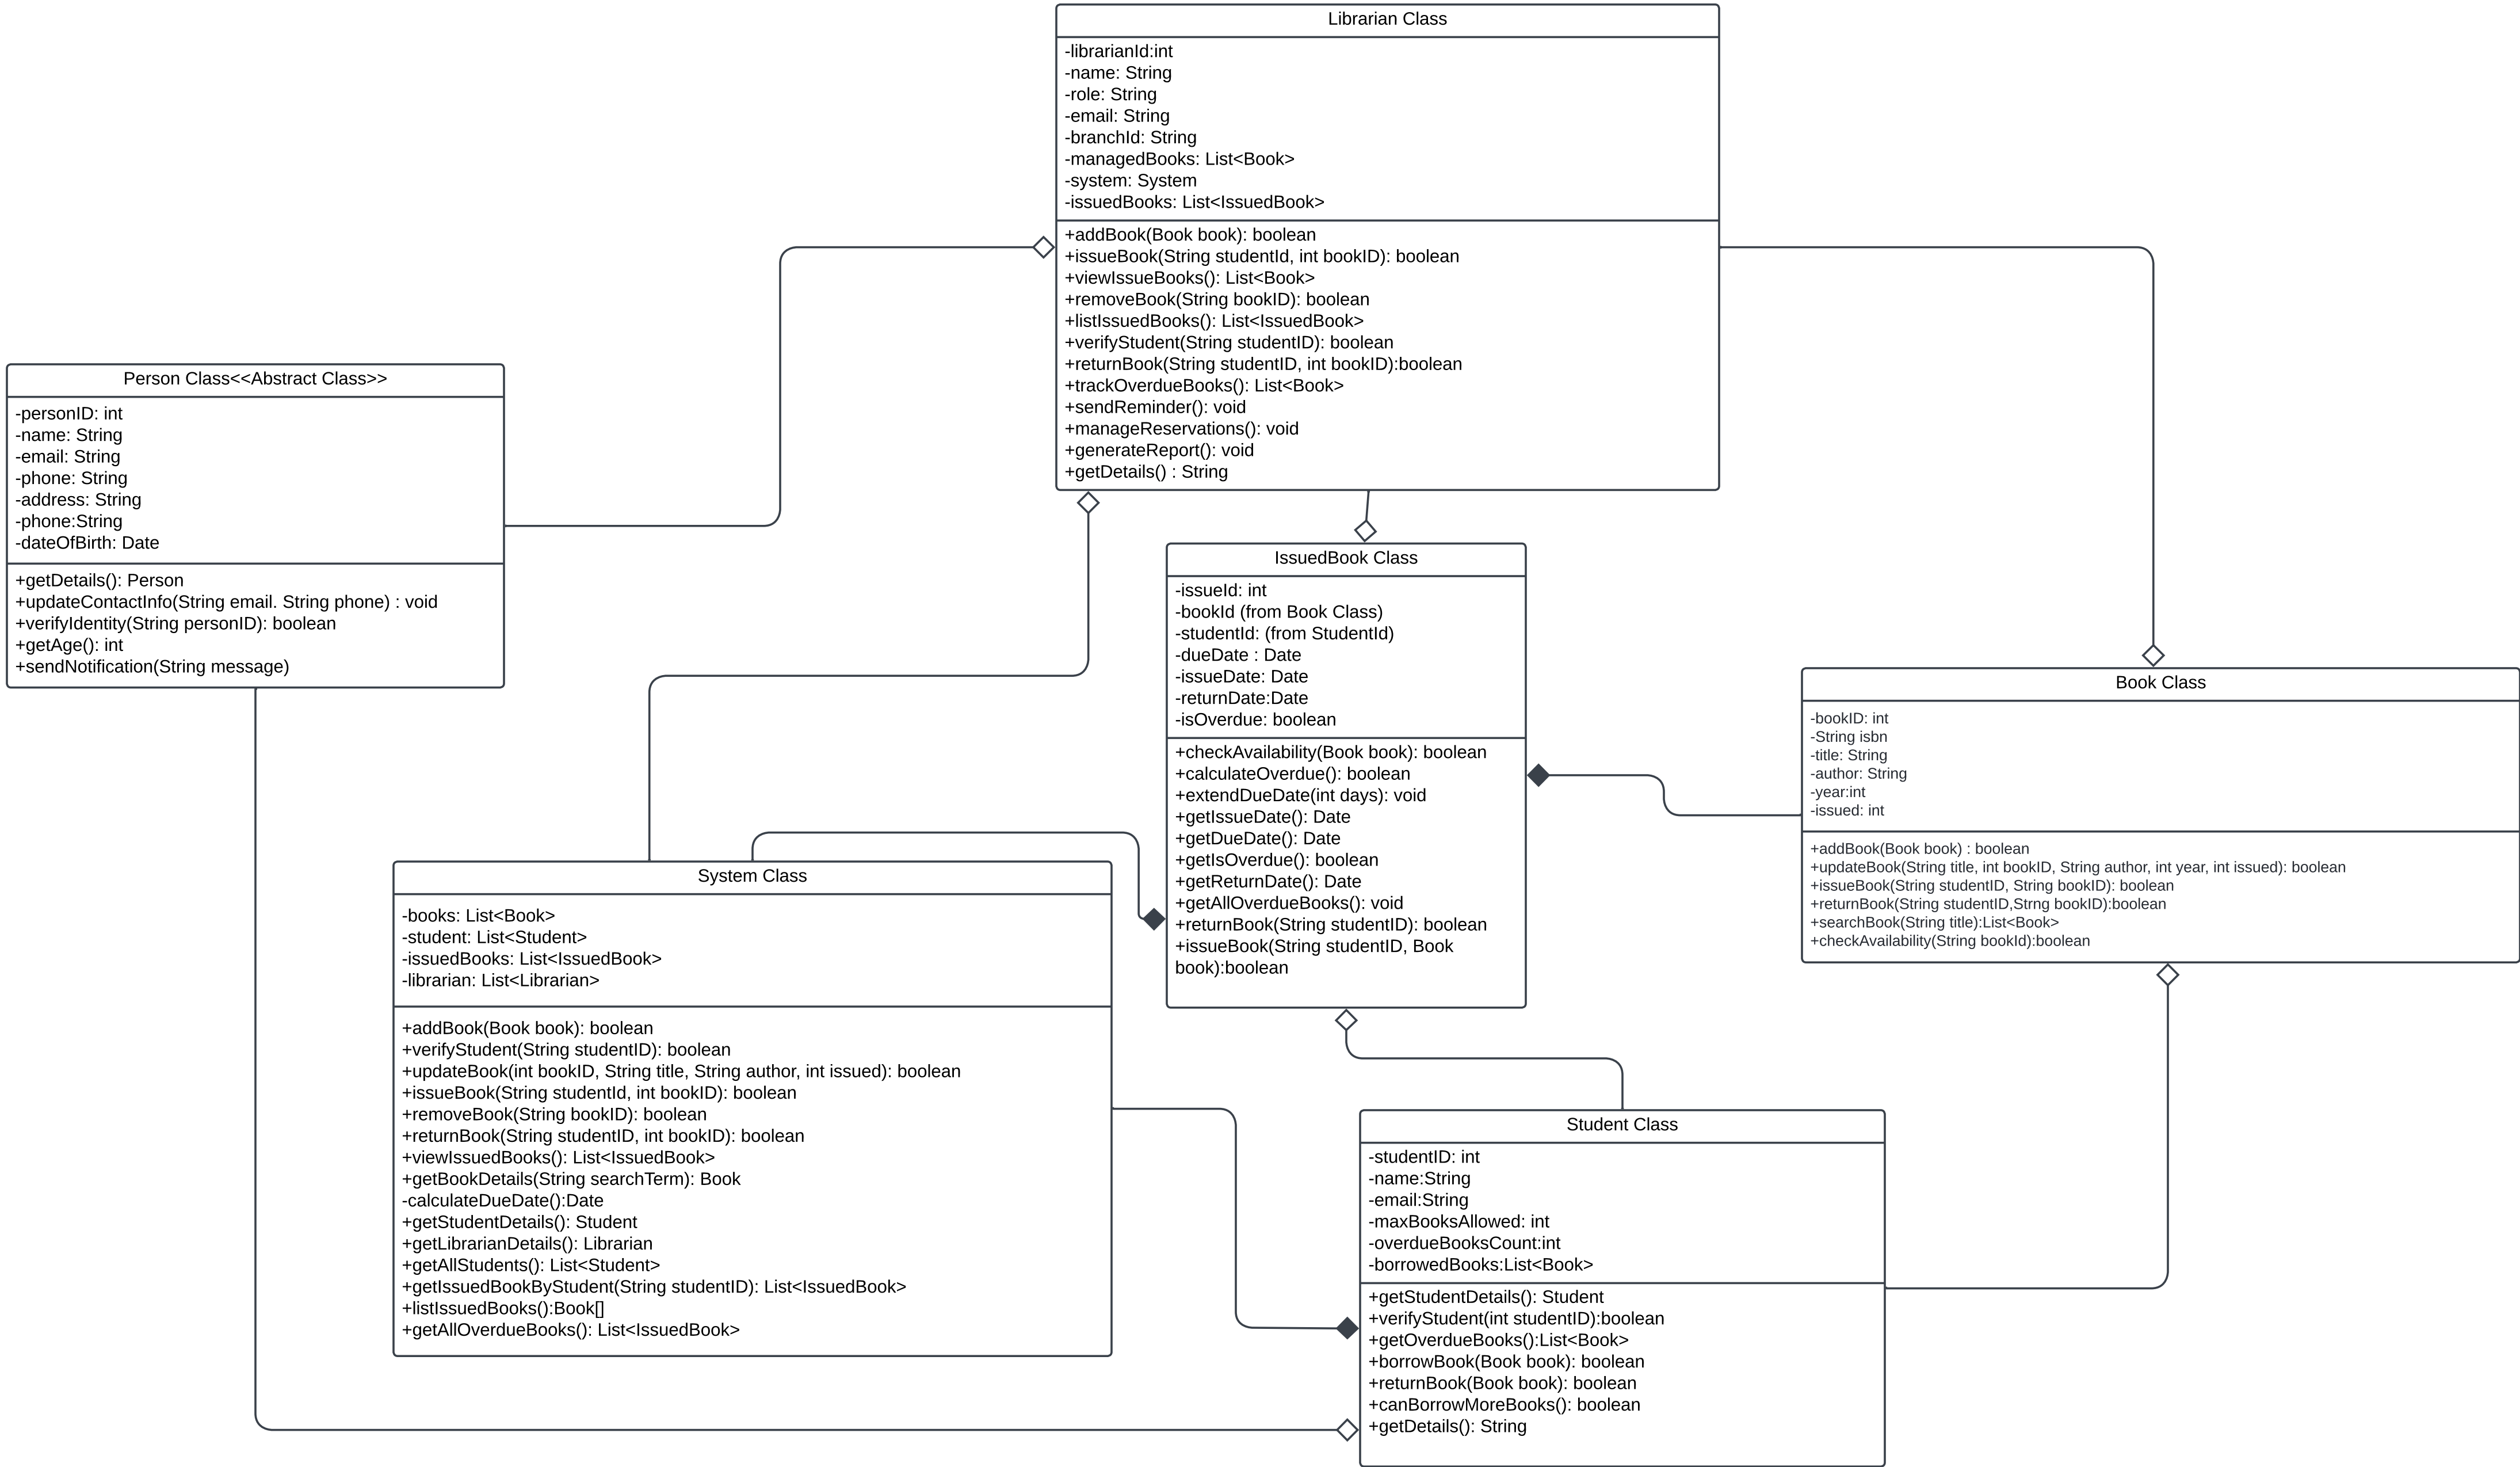 Librarian Class
-librarianId:int
-name: String
-role: String
-email: String
-branchId: String
-managedBooks: List<Book>
-system: System
-issuedBooks: List<IssuedBook>
+addBook(Book book): boolean
+issueBook(String studentId, int bookID): boolean
+viewIssueBooks(): List<Book>
+removeBook(String bookID): boolean
+listIssuedBooks(): List<IssuedBook>
+verifyStudent(String studentID): boolean
+returnBook(String studentID, int bookID):boolean
+trackOverdueBooks(): List<Book>
+sendReminder(): void
+manageReservations(): void
+generateReport(): void
+getDetails() : String
Person Class<<Abstract Class>>
-personID: int
-name: String
-email: String
-phone: String
-address: String
-phone:String
-dateOfBirth: Date
+getDetails(): Person
+updateContactInfo(String email. String phone) : void
+verifyIdentity(String personID): boolean
+getAge(): int
+sendNotification(String message)
IssuedBook Class
-issueId: int
-bookId (from Book Class)
-studentId: (from StudentId)
-dueDate : Date
-issueDate: Date
-returnDate:Date
-isOverdue: boolean
+checkAvailability(Book book): boolean
+calculateOverdue(): boolean
+extendDueDate(int days): void
+getIssueDate(): Date
+getDueDate(): Date
+getIsOverdue(): boolean
+getReturnDate(): Date
+getAllOverdueBooks(): void
+returnBook(String studentID): boolean
+issueBook(String studentID, Book
book):boolean
Book Class
-bookID: int
-String isbn
-title: String
-author: String
-year:int
-issued: int
+addBook(Book book) : boolean
+updateBook(String title, int bookID, String author, int year, int issued): boolean
+issueBook(String studentID, String bookID): boolean
+returnBook(String studentID,Strng bookID):boolean
+searchBook(String title):List<Book>
+checkAvailability(String bookId):boolean
System Class
-books: List<Book>
-student: List<Student>
-issuedBooks: List<IssuedBook>
-librarian: List<Librarian>
+addBook(Book book): boolean
+verifyStudent(String studentID): boolean
+updateBook(int bookID, String title, String author, int issued): boolean
+issueBook(String studentId, int bookID): boolean
+removeBook(String bookID): boolean
+returnBook(String studentID, int bookID): boolean
+viewIssuedBooks(): List<IssuedBook>
+getBookDetails(String searchTerm): Book
-calculateDueDate():Date
+getStudentDetails(): Student
+getLibrarianDetails(): Librarian
+getAllStudents(): List<Student>
+getIssuedBookByStudent(String studentID): List<IssuedBook>
+listIssuedBooks():Book[]
+getAllOverdueBooks(): List<IssuedBook>
Student Class
-studentID: int
-name:String
-email:String
-maxBooksAllowed: int
-overdueBooksCount:int
-borrowedBooks:List<Book>
+getStudentDetails(): Student
+verifyStudent(int studentID):boolean
+getOverdueBooks():List<Book>
+borrowBook(Book book): boolean
+returnBook(Book book): boolean
+canBorrowMoreBooks(): boolean
+getDetails(): String